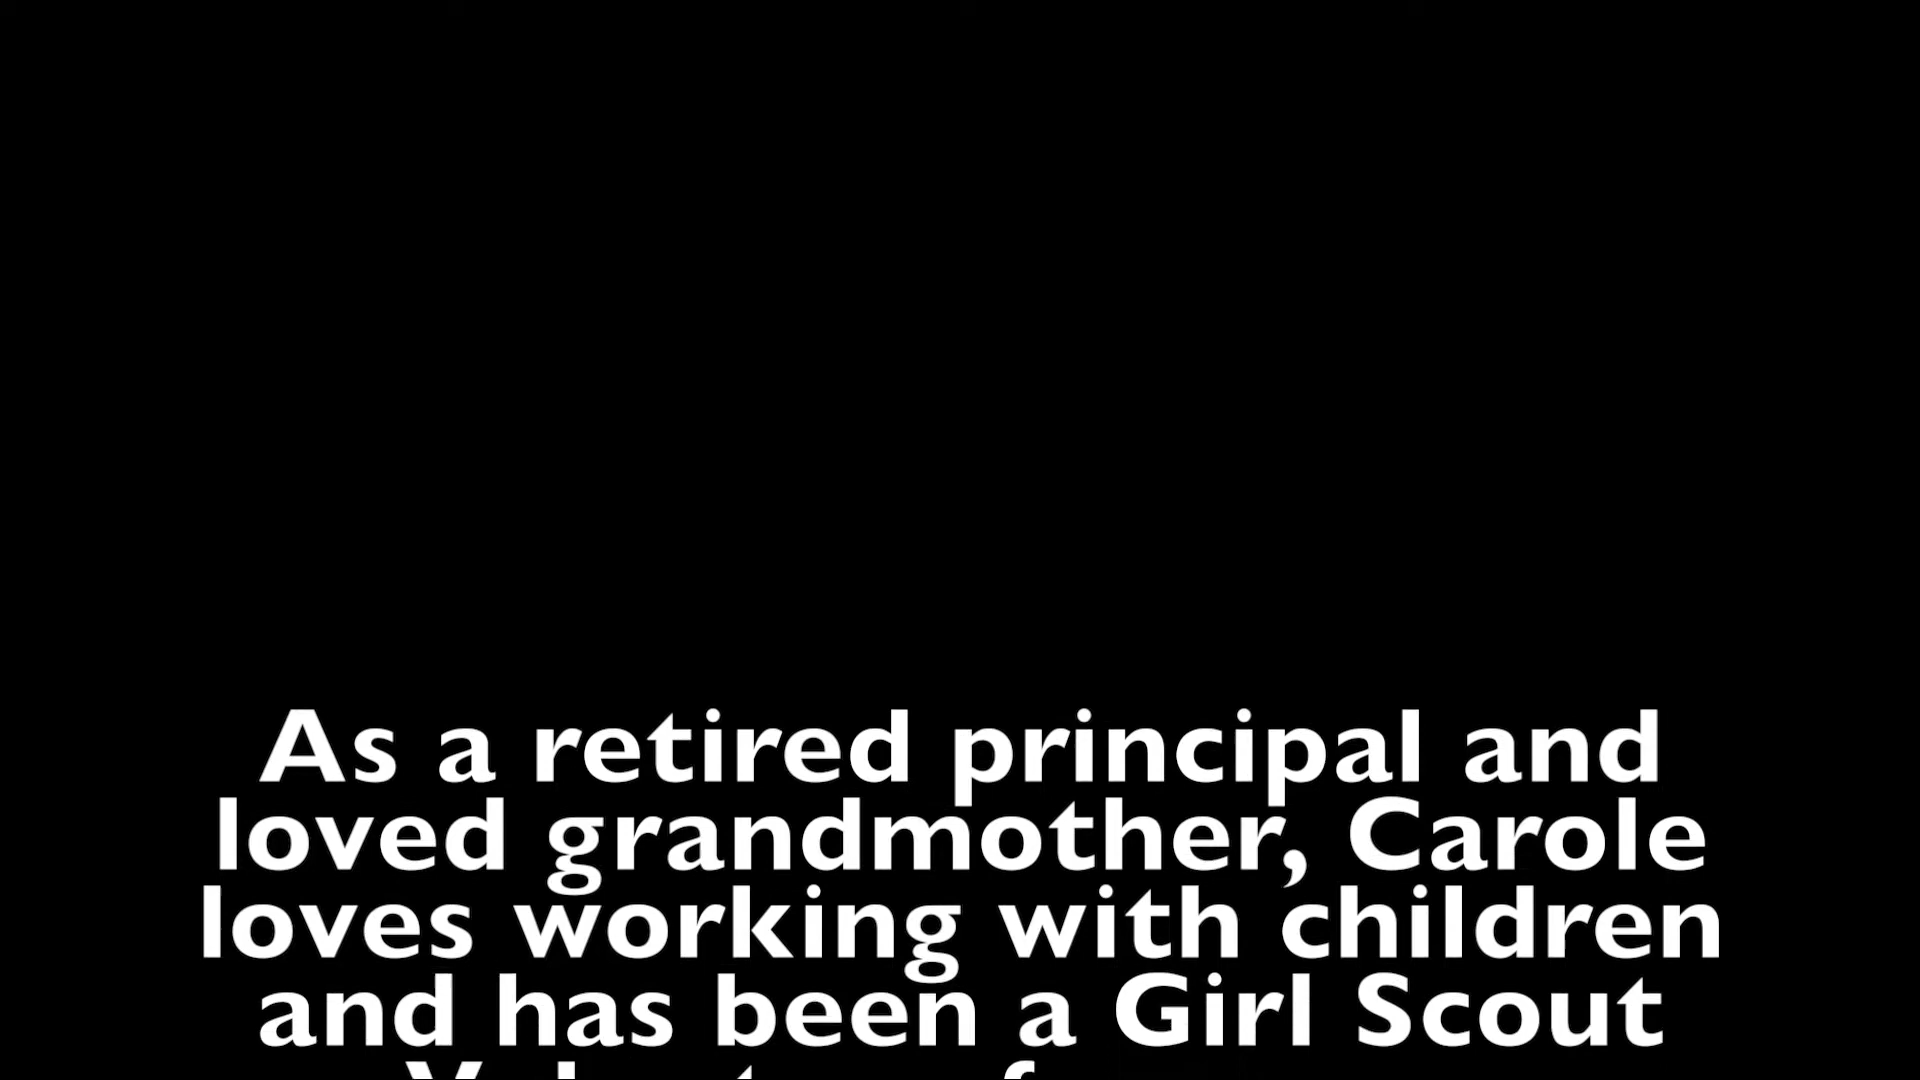 As a retired principal and
loved grandmother, Carole
loves working with children
and has been a Girl Scout